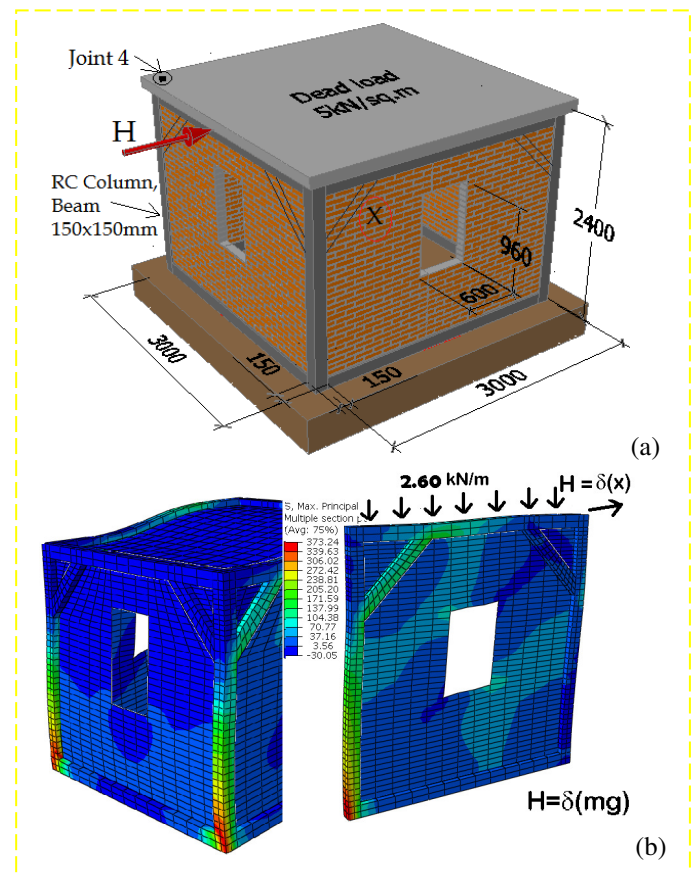 Joint 4
Dead load
5kN/sq.m
H
RC Column,
Beam
150x150mm
X
2400
960
600
3000
150
150
3000
(a)
2.60 kN/m
H = δ(x)
S, Max. Principal
Multiple section p
(Avg: 75%)
373.24
339.63
306.02
272.42
238.81
205.20
171.59
137.99
104.38
70.77
37.16
3.56
-30.05
H=δ(mg)
(b)